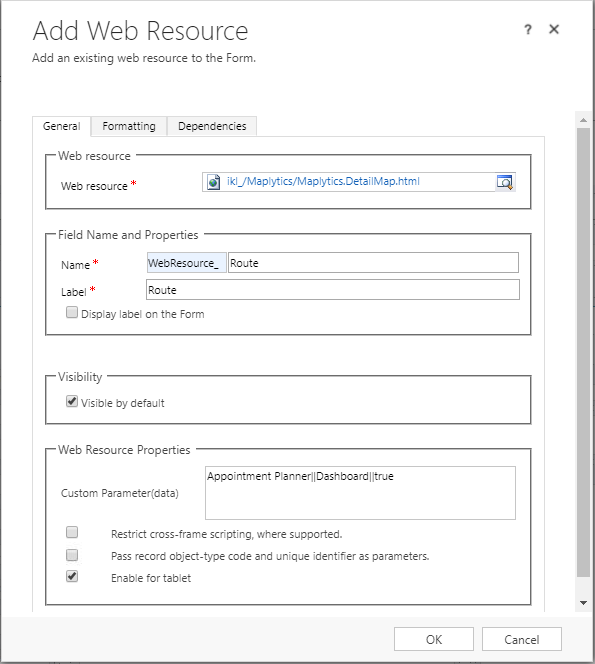 Add Web Resource
?
Add an existing web resource to the Form.
General Formatting Dependencies
Web resource
Web resource * ikl_/Maplytics/Maplytics.DetailMap.html
Field Name and Properties
Name * WebResource_ Route
Label * Route
Display label on the Form
Visibility
Visible by default
Web Resource Properties
Appointment Planner||Dashboard||true
Custom Parameter(data)
Restrict cross-frame scripting, where supported.
Pass record object-type code and unique identifier as parameters.
Enable for tablet
OK Cancel